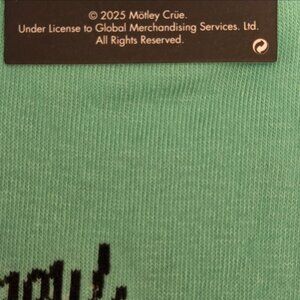 © 2025 Mötley Crüe.
Under License to Global Merchandising Services. Ltd.
All Rights Reserved.